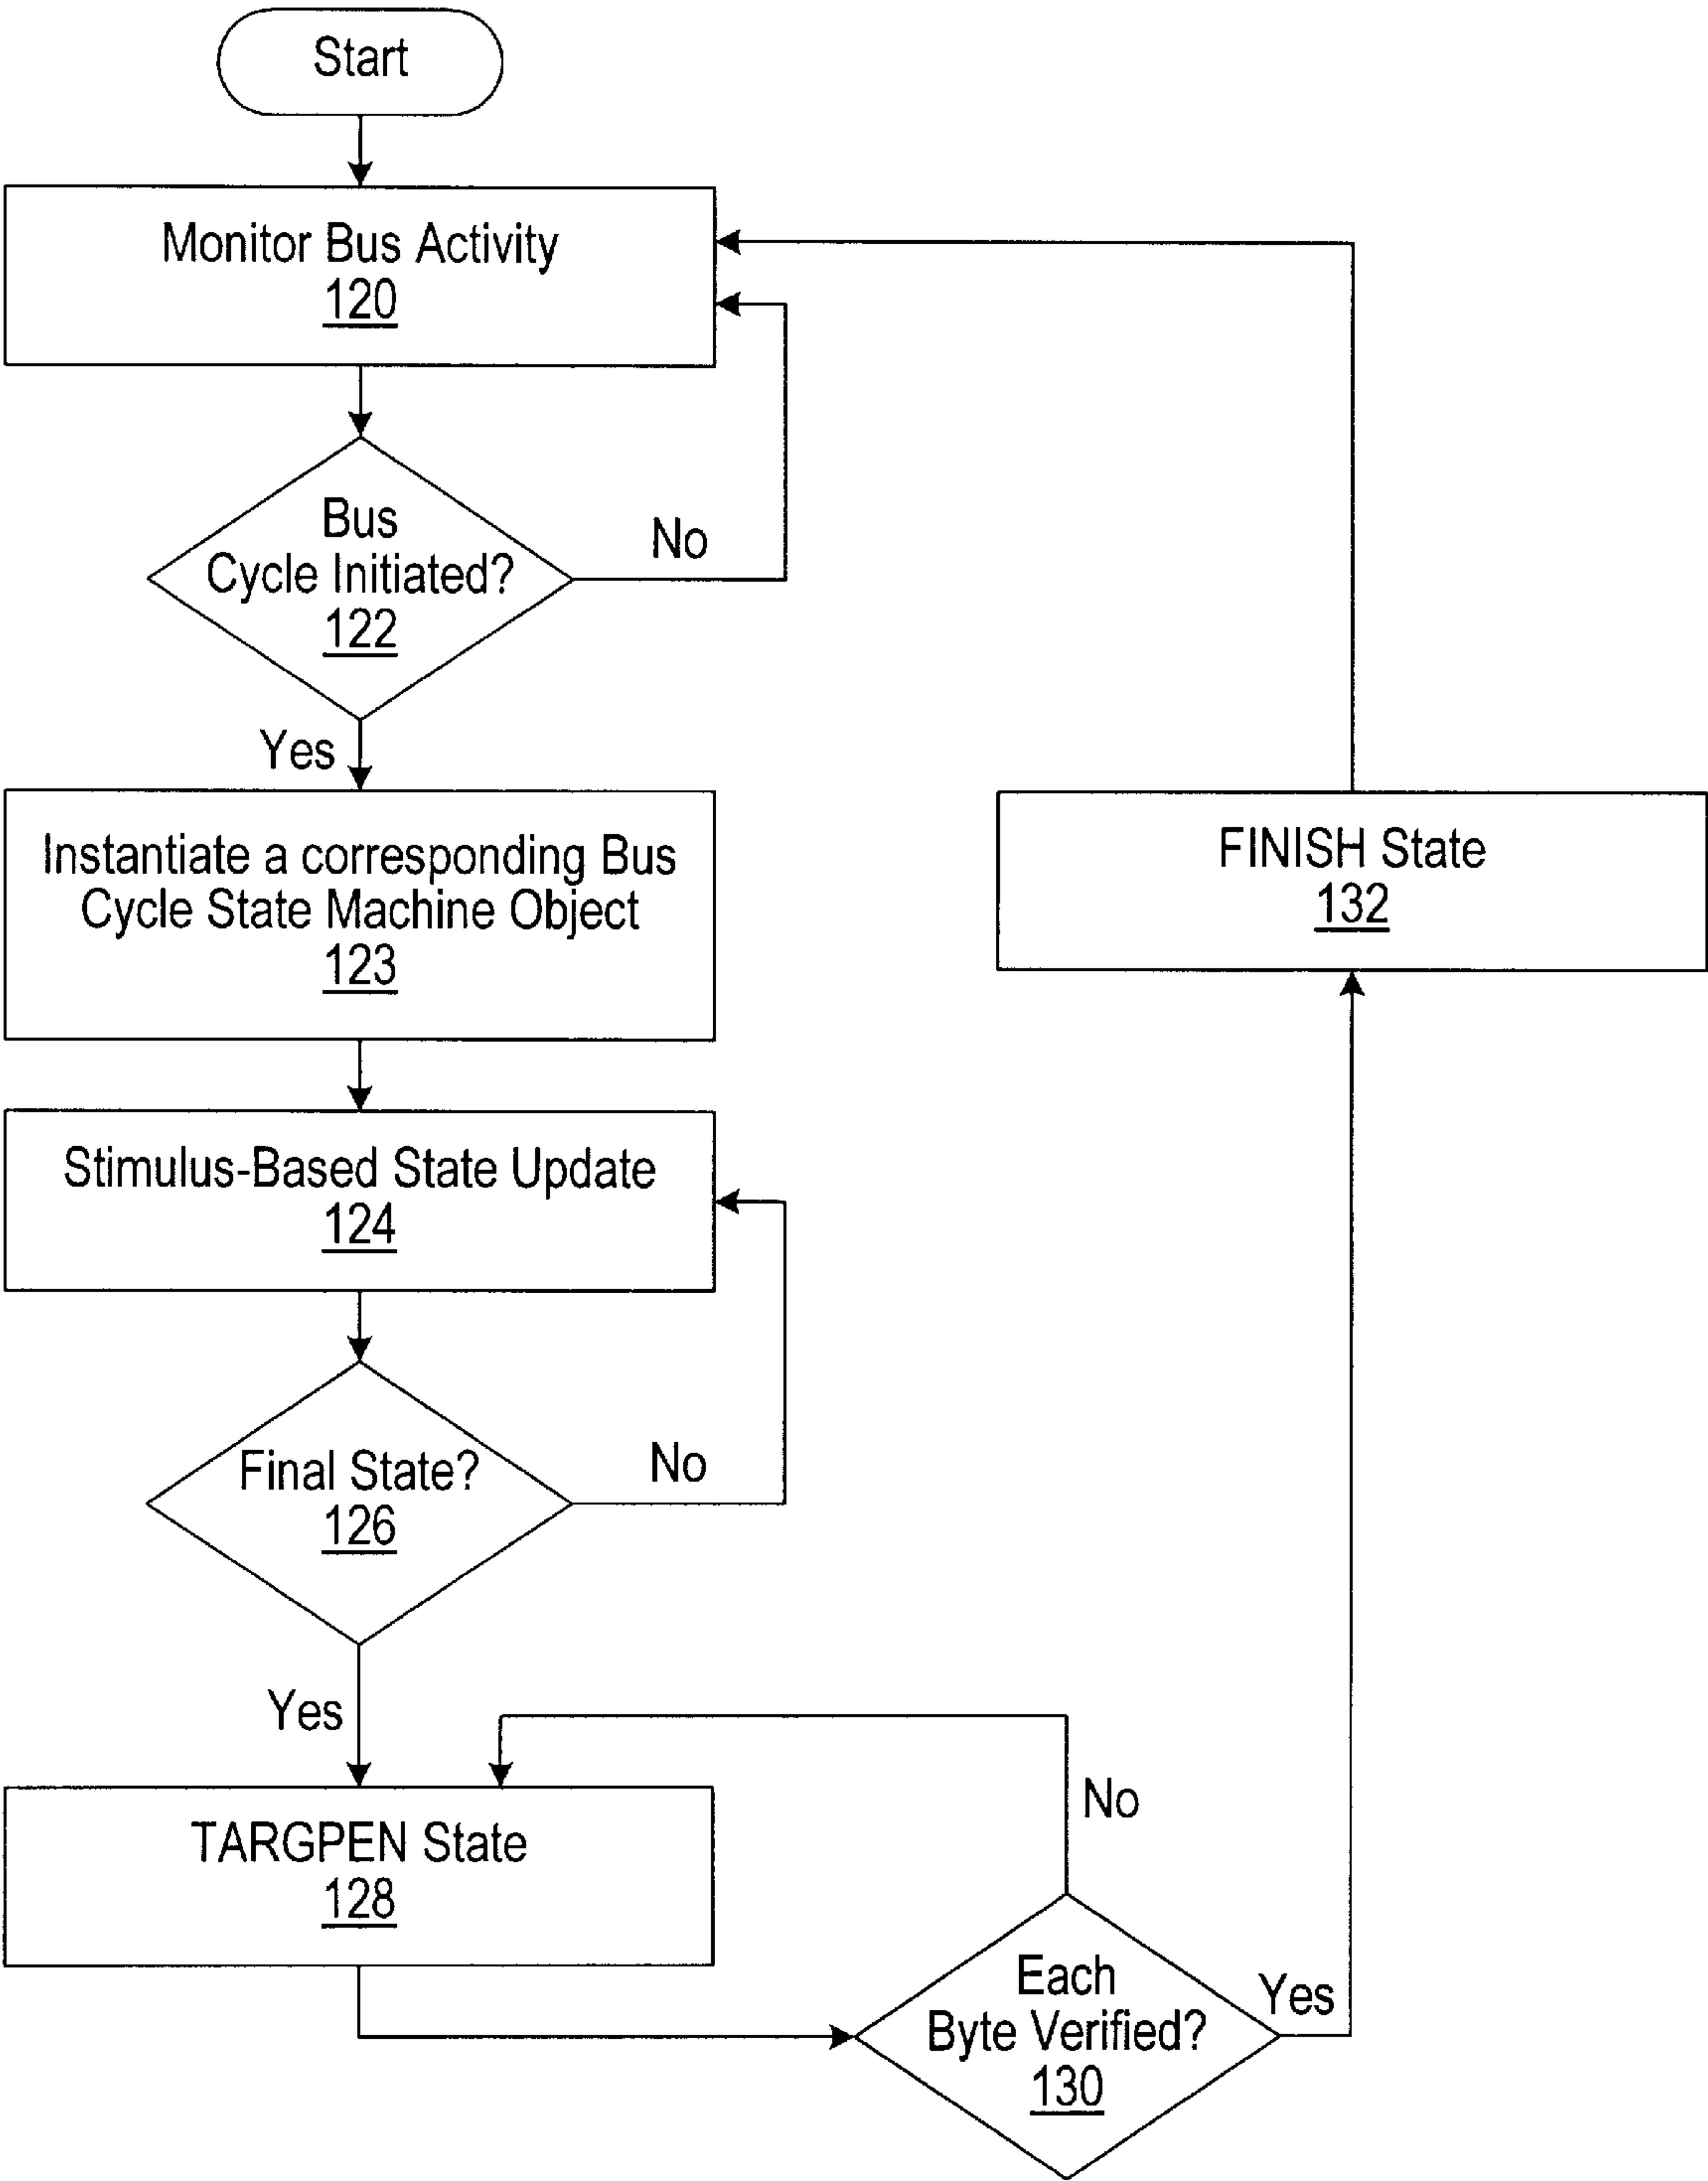 Start
Monitor Bus Activity
120
Bus
Cycle Initiated?
122
No
Yes
Instantiate a corresponding Bus
Cycle State Machine Object
123
FINISH State
132
Stimulus-Based State Update
124
Final State?
126
No
Yes
TARGPEN State
128
No
Each
Byte Verified?
130
Yes